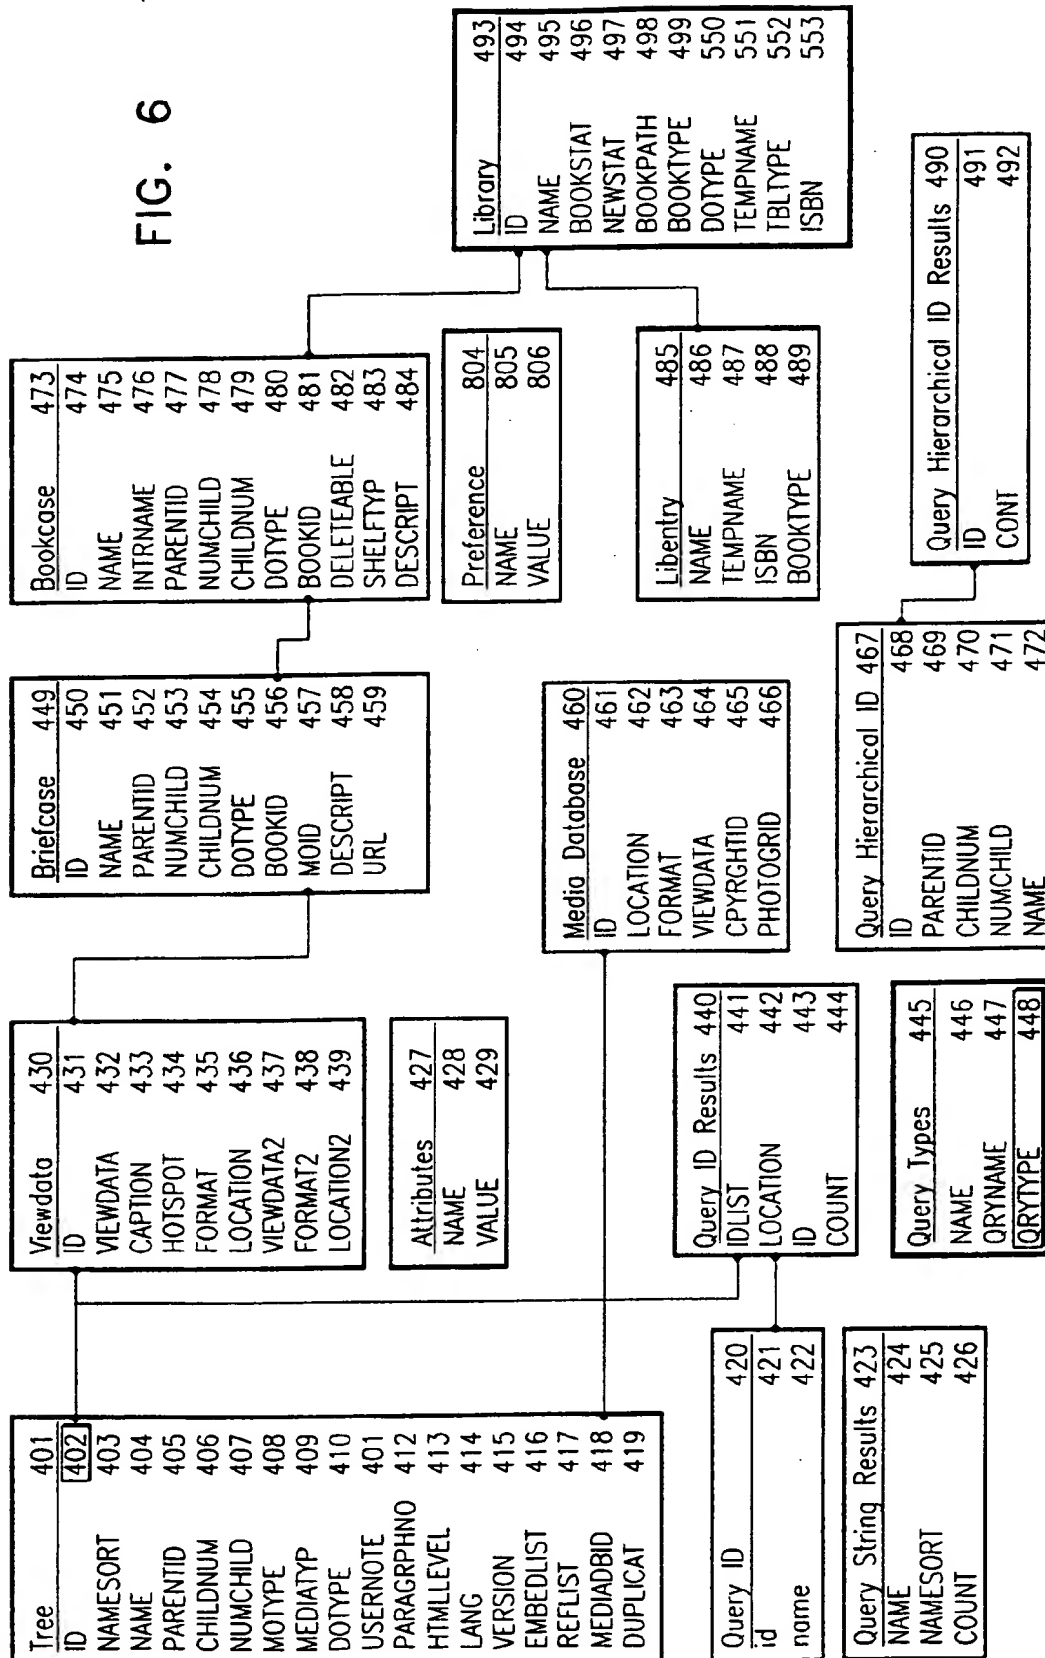 FIG. 6
Tree 401
ID 402
NAMESORT 403
NAME 404
PARENTID 405
CHILDNUM 406
NUMCHILD 407
MOTYPE 408
MEDIATYP 409
DOTYPE 410
USERNOTE 401
PARAGRPHNO 412
HTMLLEVEL 413
LANG 414
VERSION 415
EMBEDLIST 416
REFLIST 417
MEDIADBID 418
DUPLICAT 419
Query ID 420
id 421
name 422
Query String Results 423
NAME 424
NAMESORT 425
COUNT 426
Viewdata 430
ID 431
VIEWDATA 432
CAPTION 433
HOTSPOT 434
FORMAT 435
LOCATION 436
VIEWDATA2 437
FORMAT2 438
LOCATION2 439
Attributes 427
NAME 428
VALUE 429
Query ID Results 440
IDLIST 441
LOCATION 442
ID 443
COUNT 444
Query Types 445
NAME 446
QRYNAME 447
QRYTYPE 448
Briefcase 449
ID 450
NAME 451
PARENTID 452
NUMCHILD 453
CHILDNUM 454
DOTYPE 455
BOOKID 456
MOID 457
DESCRIPT 458
URL 459
Media Database 460
ID 461
LOCATION 462
FORMAT 463
VIEWDATA 464
CPYRGHTID 465
PHOTOGRID 466
Query Hierarchical ID 467
ID 468
PARENTID 469
CHILDNUM 470
NUMCHILD 471
NAME 472
Bookcase 473
ID 474
NAME 475
INTRNAME 476
PARENTID 477
NUMCHILD 478
CHILDNUM 479
DOTYPE 480
BOOKID 481
DELETEABLE 482
SHELFTYP 483
DESCRIPT 484
Preference 804
NAME 805
VALUE 806
Libentry 485
NAME 486
TEMPNAME 487
ISBN 488
BOOKTYPE 489
Query Hierarchical ID Results 490
ID 491
CONT 492
Library 493
ID 494
NAME 495
BOOKSTAT 496
NEWSTAT 497
BOOKPATH 498
BOOKTYPE 499
DOTYPE 550
TEMPNAME 551
TBLTYPE 552
ISBN 553